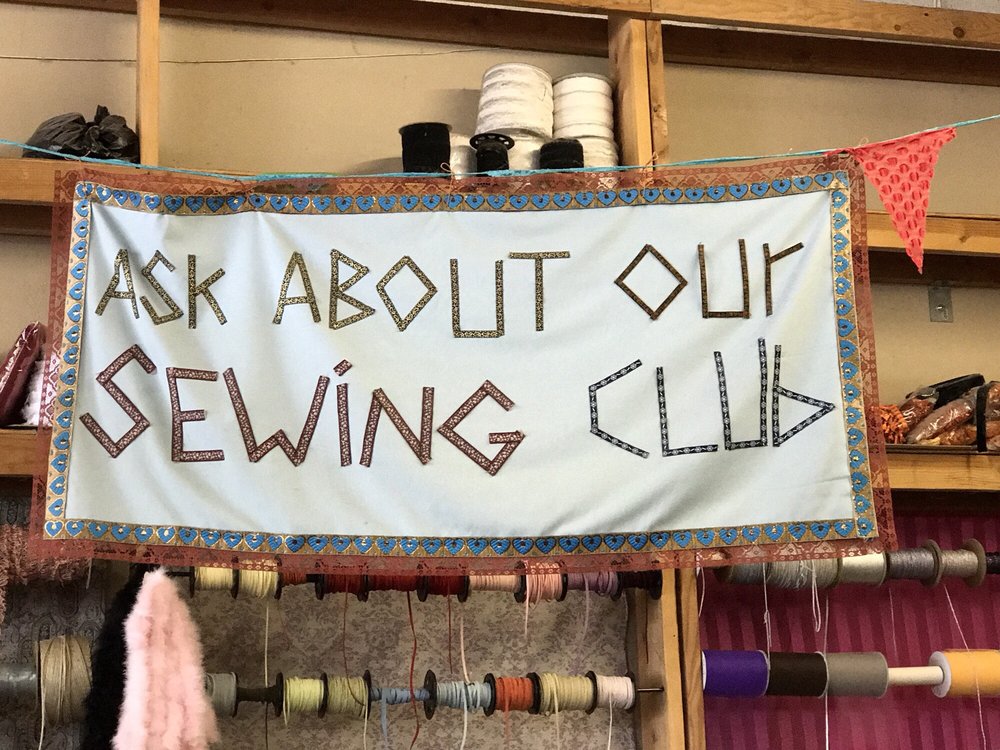 ASk ABOUT OUr
SEWiNG CLUb